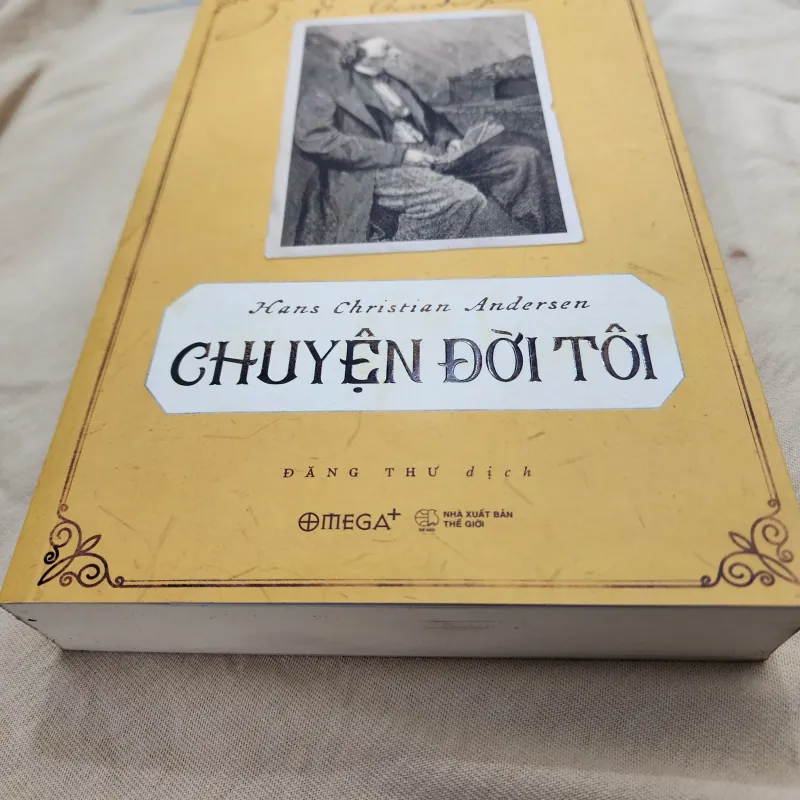 Hans Christian Andersen
CHUYỆN ĐỜI TÔI
ĐĂNG THƯ dịch
OMEGA+
NHÀ XUẤT BẢN
THẾ GIỚI